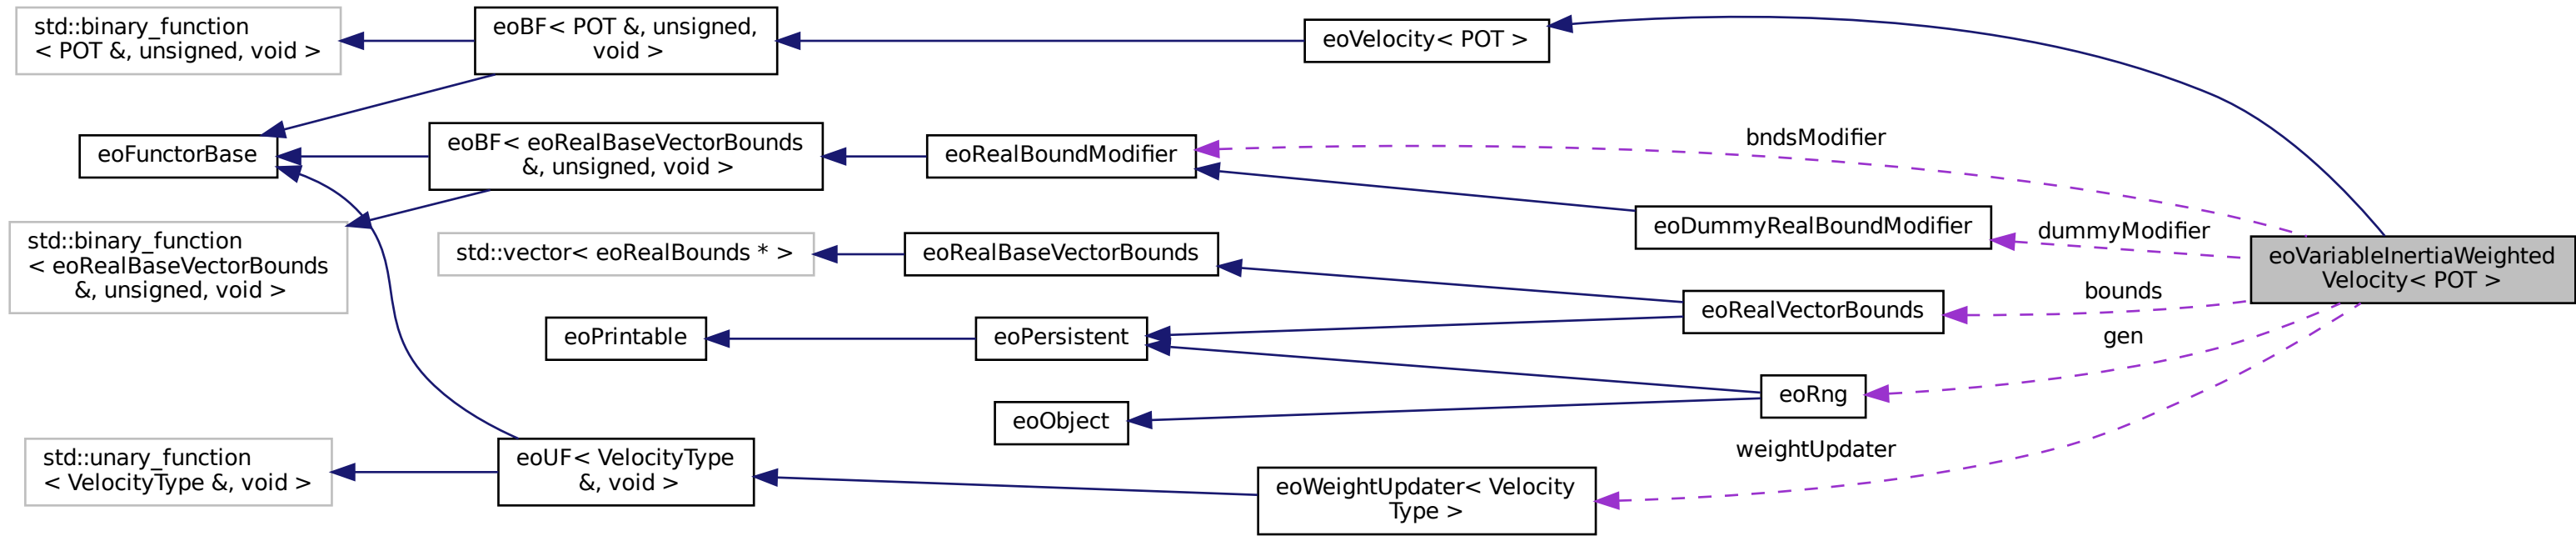 std::binary_function
< POT &, unsigned, void >
eoBF< POT &, unsigned,
void >
eoVelocity< POT >
eoFunctorBase
eoBF< eoRealBaseVectorBounds
&, unsigned, void >
eoRealBoundModifier
bndsModifier
std::binary_function
< eoRealBaseVectorBounds
&, unsigned, void >
std::vector< eoRealBounds * >
eoRealBaseVectorBounds
eoDummyRealBoundModifier
dummyModifier
eoVariableInertiaWeighted
Velocity< POT >
bounds
eoRealVectorBounds
gen
eoPrintable
eoPersistent
eoRng
eoObject
weightUpdater
std::unary_function
< VelocityType &, void >
eoUF< VelocityType
&, void >
eoWeightUpdater< Velocity
Type >